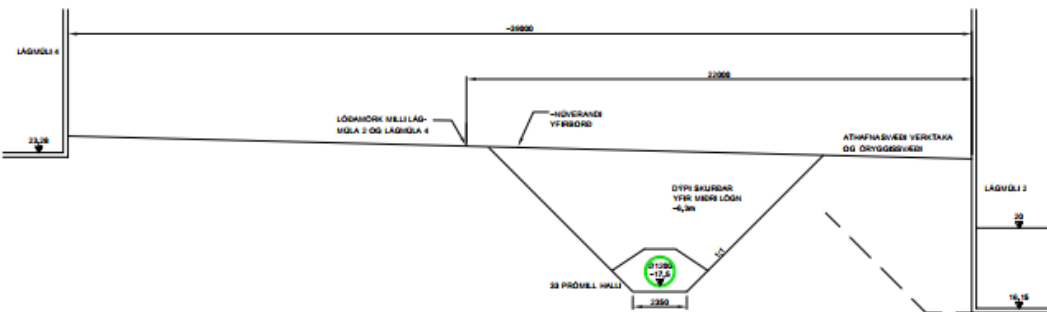 ~39000
LÁGMÚLI 4
22000
LÓÐAMÖRK MILLI LÁG-
MÚLA 2 OG LÁGMÚLA 4
~NÚVERANDI
YFIRBORÐ
23,28
ATHAFNASVÆÐI VERKTAKA
OG ÖRYGGISSVÆÐI
DÝPI SKURÐAR
YFIR MIÐRI LÖGN
~6,3m
LÁGMÚLI 2
20
1:1
~17,5
33 PRÓMILL HALLI
2350
16,15